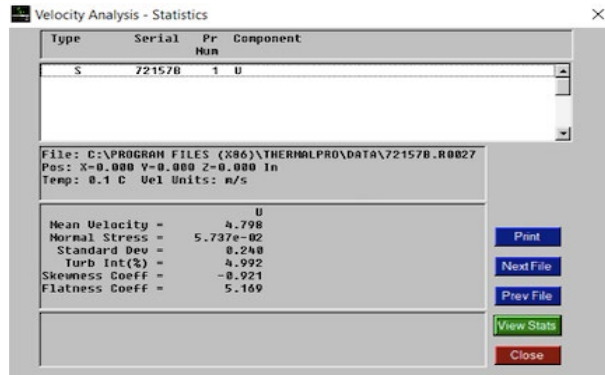 Velocity Analysis - Statistics
Type Serial Pr Component
Num
S 721578 1 U
File: C:\PROGRAM FILES (X86)\THERMALPRO\DATA\721578.R0027
Pos: X=0.000 Y=0.000 Z=0.000 In
Temp: 0.1 C Vel Units: m/s
U
Mean Velocity = 4.798
Normal Stress = 5.737e-02
Standard Dev = 0.240
Turb Int(%) = 4.992
Skewness Coeff = -0.921
Flatness Coeff = 5.169
Print
Next File
Prev File
View Stats
Close